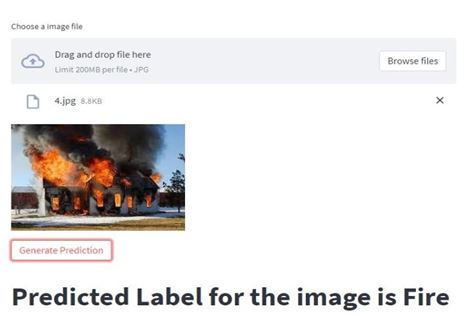 Choose a image file
Drag and drop file here
Limit 200MB per file • JPG
Browse files
4.jpg 8.8KB
Generate Prediction
Predicted Label for the image is Fire